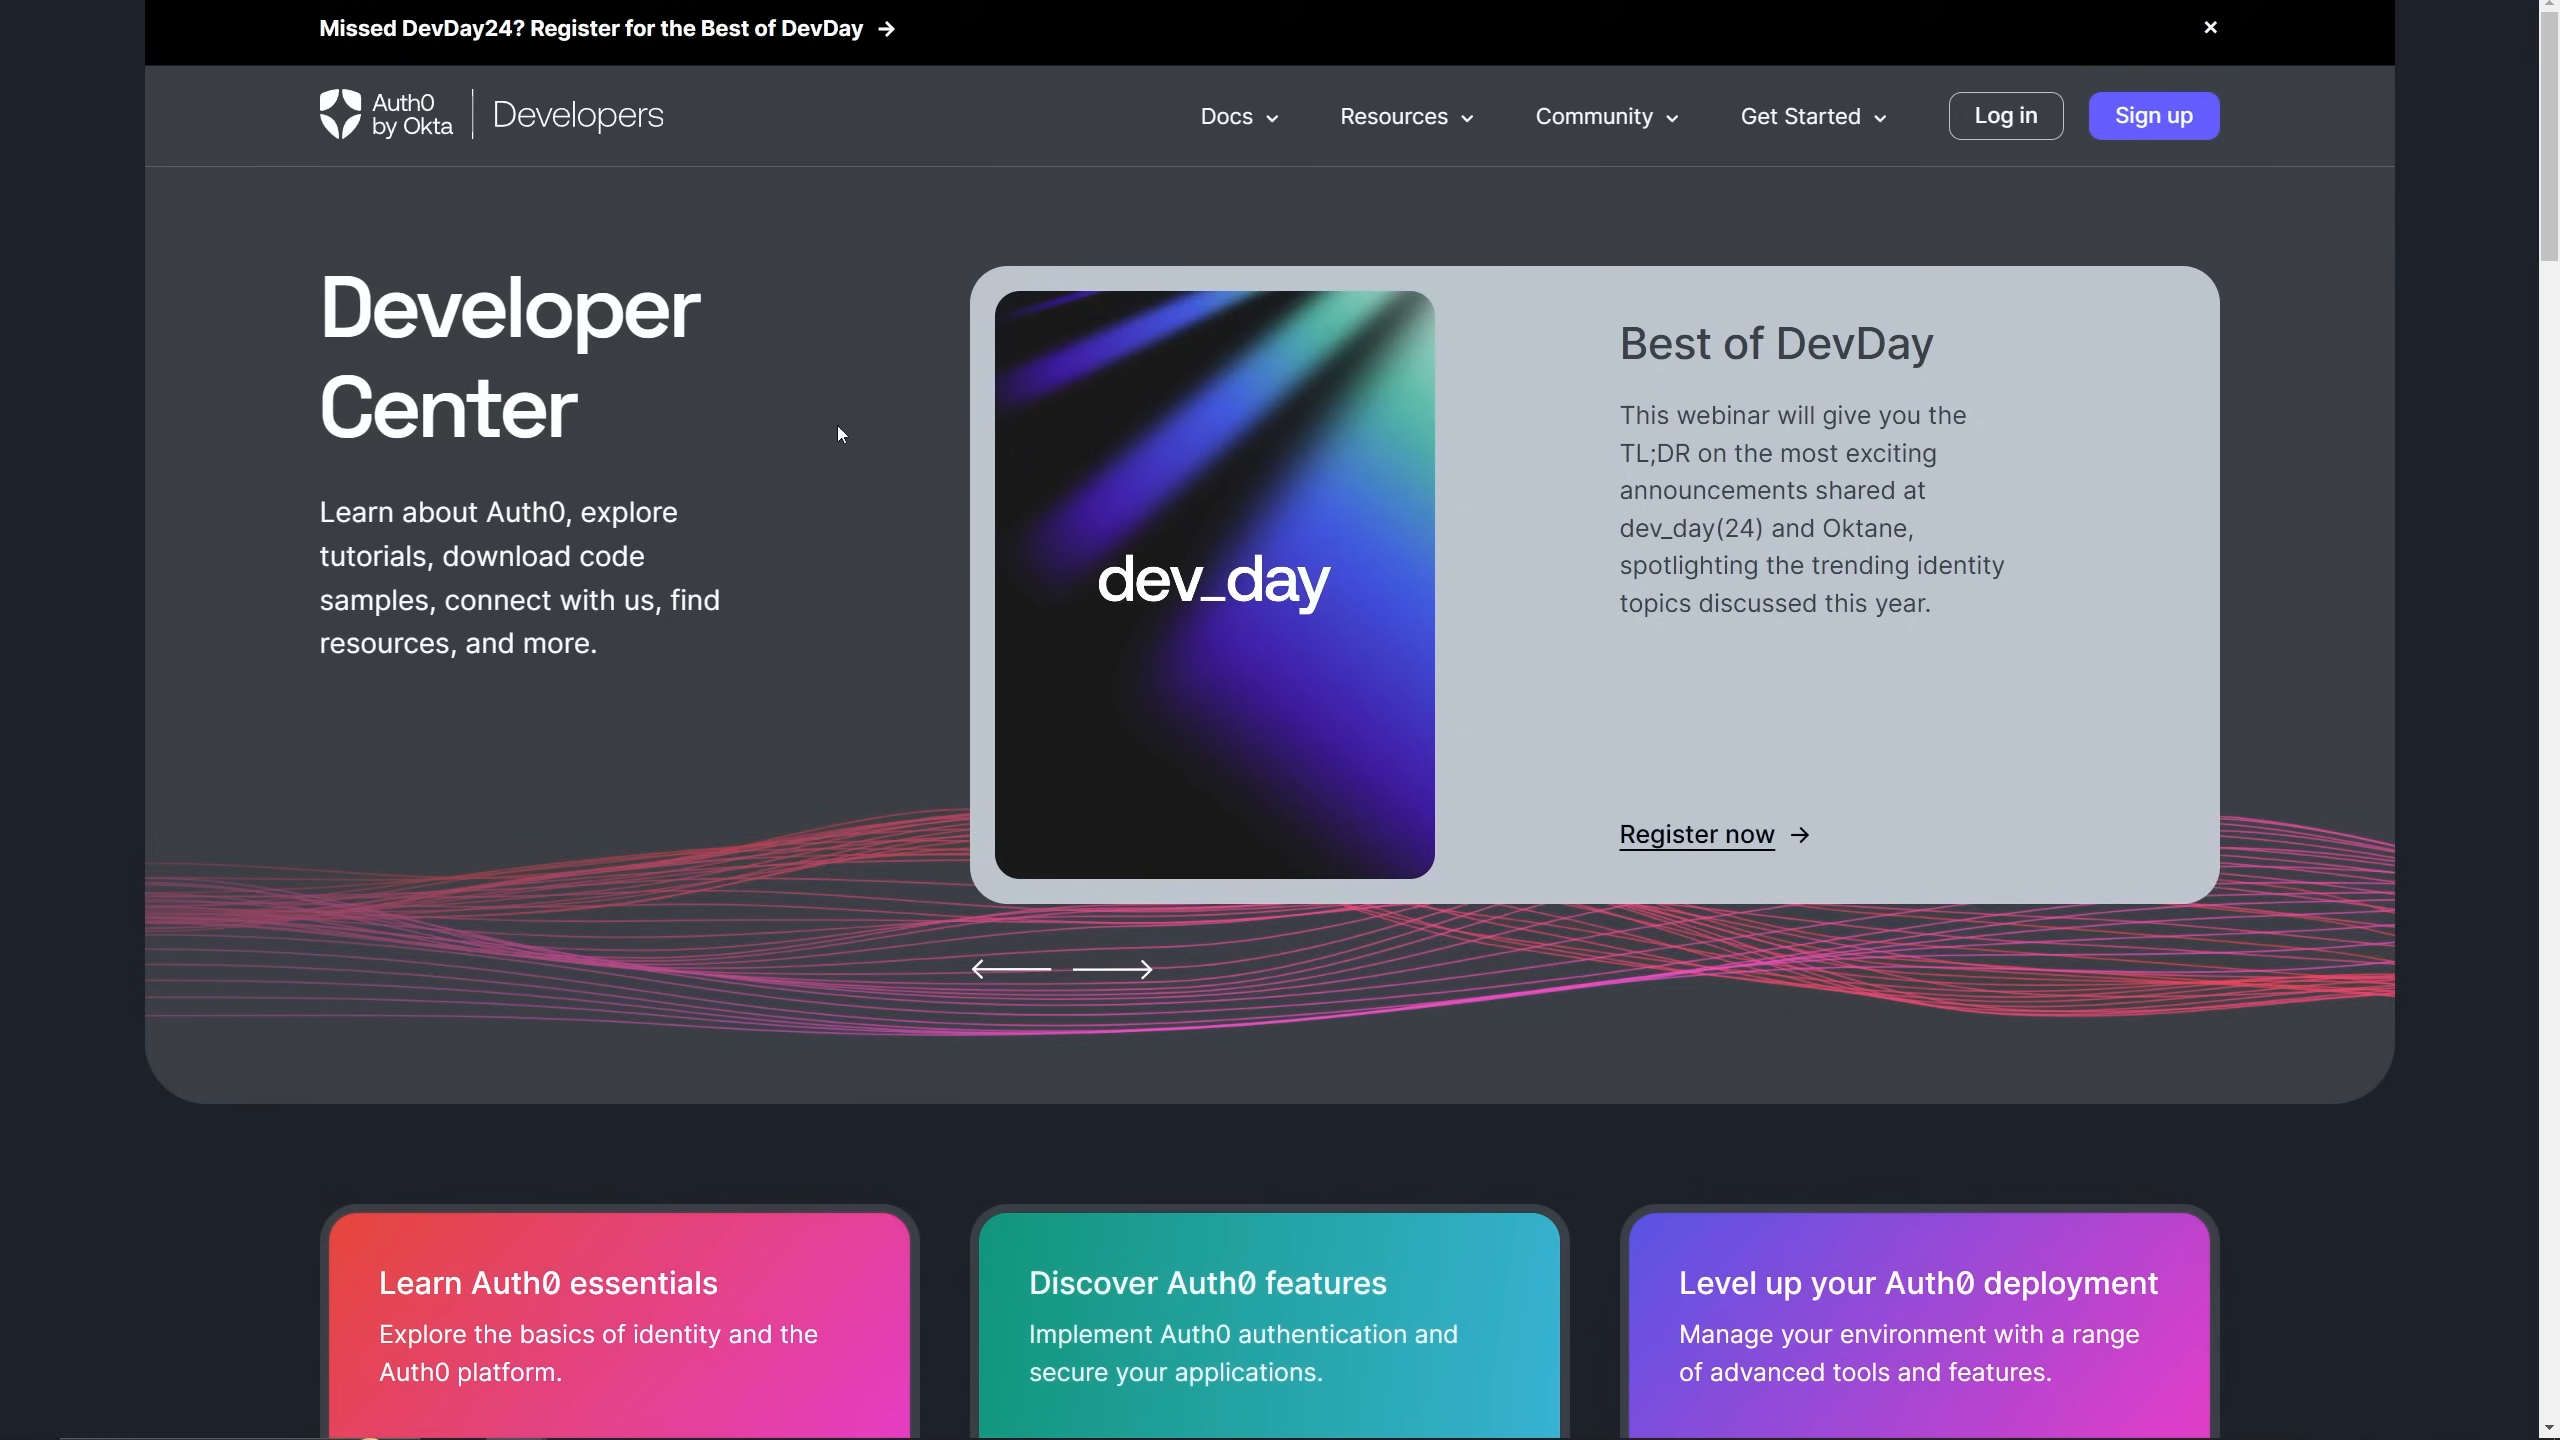 Missed DevDay24? Register for the Best of DevDay →
×
Auth0
by Okta
Developers
Docs
Resources
Community
Get Started
Log in
Sign up
Developer
Center
Learn about Auth0, explore
tutorials, download code
samples, connect with us, find
resources, and more.
dev_day
Best of DevDay
This webinar will give you the
TL;DR on the most exciting
announcements shared at
dev_day(24) and Oktane,
spotlighting the trending identity
topics discussed this year.
Register now →
Learn Auth0 essentials
Explore the basics of identity and the
Auth0 platform.
Discover Auth0 features
Implement Auth0 authentication and
secure your applications.
Level up your Auth0 deployment
Manage your environment with a range
of advanced tools and features.